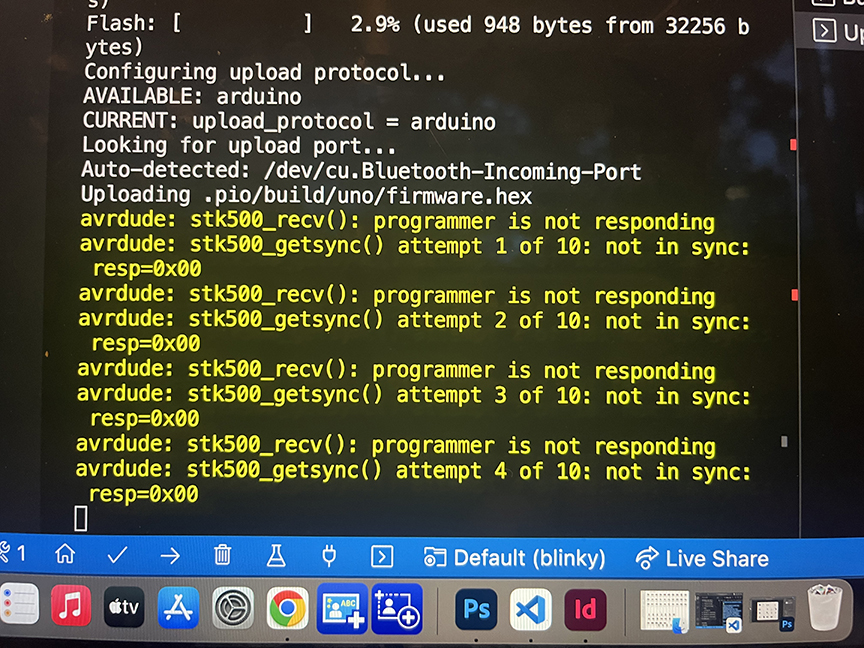 s)
Flash: [          ]   2.9% (used 948 bytes from 32256 b
ytes)
Configuring upload protocol...
AVAILABLE: arduino
CURRENT: upload_protocol = arduino
Looking for upload port...
Auto-detected: /dev/cu.Bluetooth-Incoming-Port
Uploading .pio/build/uno/firmware.hex
avrdude: stk500_recv(): programmer is not responding
avrdude: stk500_getsync() attempt 1 of 10: not in sync:
resp=0x00
avrdude: stk500_recv(): programmer is not responding
avrdude: stk500_getsync() attempt 2 of 10: not in sync:
resp=0x00
avrdude: stk500_recv(): programmer is not responding
avrdude: stk500_getsync() attempt 3 of 10: not in sync:
resp=0x00
avrdude: stk500_recv(): programmer is not responding
avrdude: stk500_getsync() attempt 4 of 10: not in sync:
resp=0x00
Up
1
Default (blinky)
Live Share
tv
ABC
Ps
Id
Ps